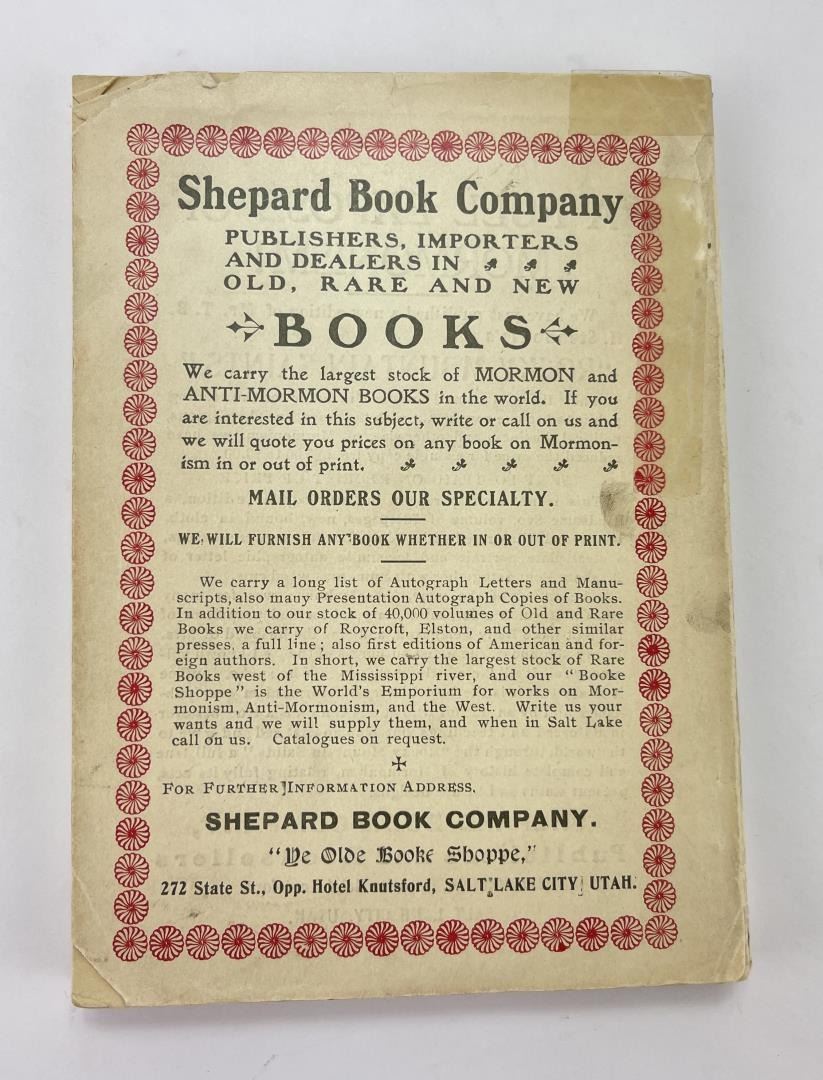 Shepard Book Company
PUBLISHERS, IMPORTERS
AND DEALERS IN
OLD, RARE AND NEW
BOOKS
We carry the largest stock of MORMON and
ANTI-MORMON BOOKS in the world. If you
are interested in this subject, write or call on us and
we will quote you prices on any book on Mormon-
ism in or out of print.
MAIL ORDERS OUR SPECIALTY.
WE WILL FURNISH ANY BOOK WHETHER IN OR OUT OF PRINT.
We carry a long list of Autograph Letters and Manu-
scripts, also many Presentation Autograph Copies of Books.
In addition to our stock of 40,000 volumes of Old and Rare
Books we carry of Roycroft, Elston, and other similar
presses, a full line; also first editions of American and for-
eign authors. In short, we carry the largest stock of Rare
Books west of the Mississippi river, and our "Booke
Shoppe" is the World's Emporium for works on Mor-
monism, Anti-Mormonism, and the West. Write us your
wants and we will supply them, and when in Salt Lake
call on us. Catalogues on request.
FOR FURTHER INFORMATION ADDRESS,
SHEPARD BOOK COMPANY.
"Ye Olde Booke Shoppe,"
272 State St., Opp. Hotel Knutsford, SALT LAKE CITY, UTAH.